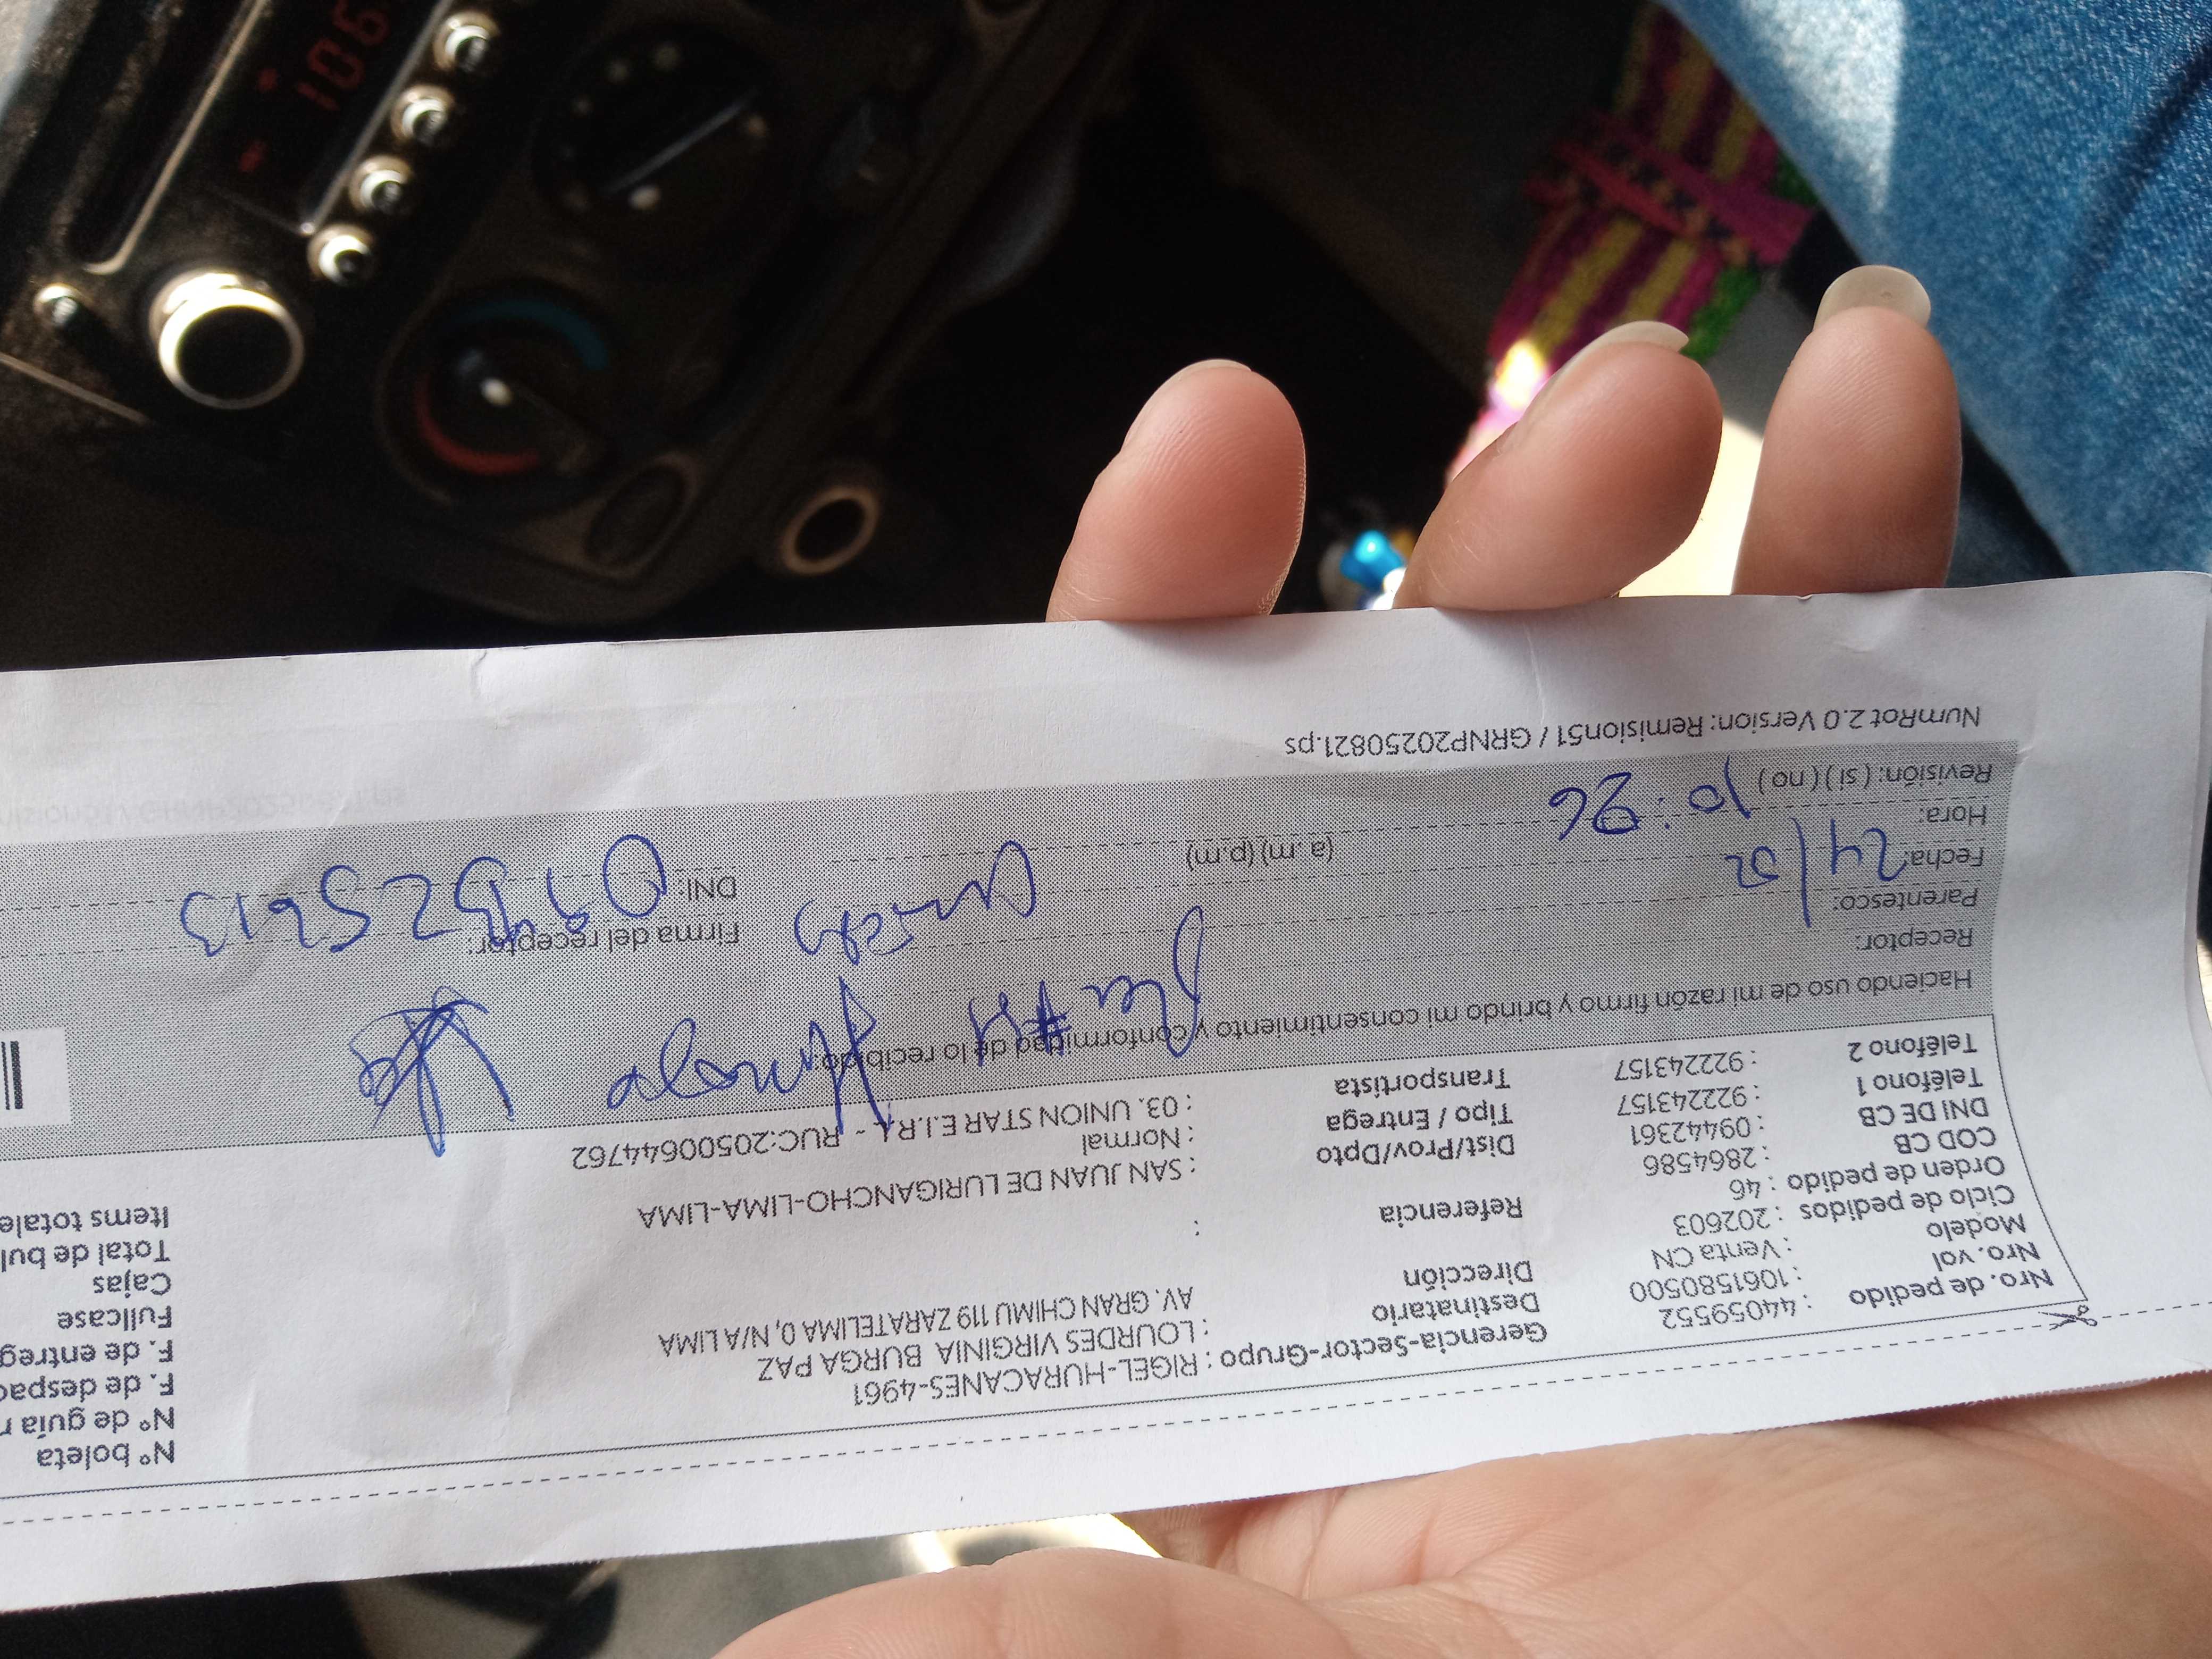 Nro. de pedido : 44059552
Nro. vol : 1061580500
Modelo : Venta CN
Ciclo de pedidos : 202603
Orden de pedido : 46
COD CB : 2864586
DNI DE CB : 09442361
Teléfono 1 : 922243157
Teléfono 2 : 922243157
Gerencia-Sector-Grupo : RIGEL-HURACANES-4961
Destinatario : LOURDES VIRGINIA BURGA PAZ
Dirección AV. GRAN CHIMU 119 ZARATELIMA 0, N/A LIMA
Referencia :
Dist/Prov/Dpto : SAN JUAN DE LURIGANCHO-LIMA-LIMA
Tipo / Entrega : Normal
Transportista : 03. UNION STAR E.I.R.L - RUC:20500644762
N° boleta
N° de guía r
F. de despac
F. de entreg
Fullcase
Cajas
Total de bul
Items totale
Haciendo uso de mi razón firmo y brindo mi consentimiento y conformidad de lo recibido.
Receptor:
Parentesco:
Fecha: 24/02
Hora: 10:26 (a. m) (p.m)
Revisión: ( si ) ( no )
Firma del receptor:
DNI:
NumRot 2.0 Version: Remision51 / GRNP20250821.ps
106